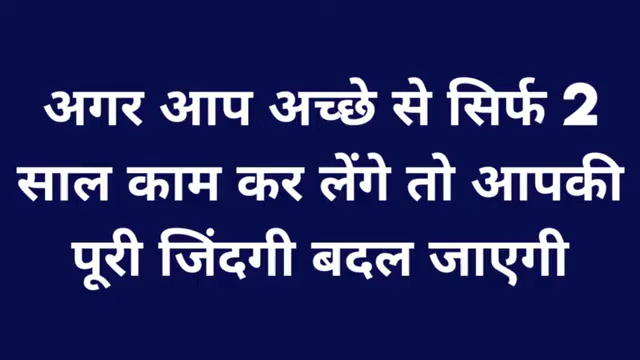 अगर आप अच्छे से सिर्फ 2
साल काम कर लेंगे तो आपकी
पूरी जिंदगी बदल जाएगी